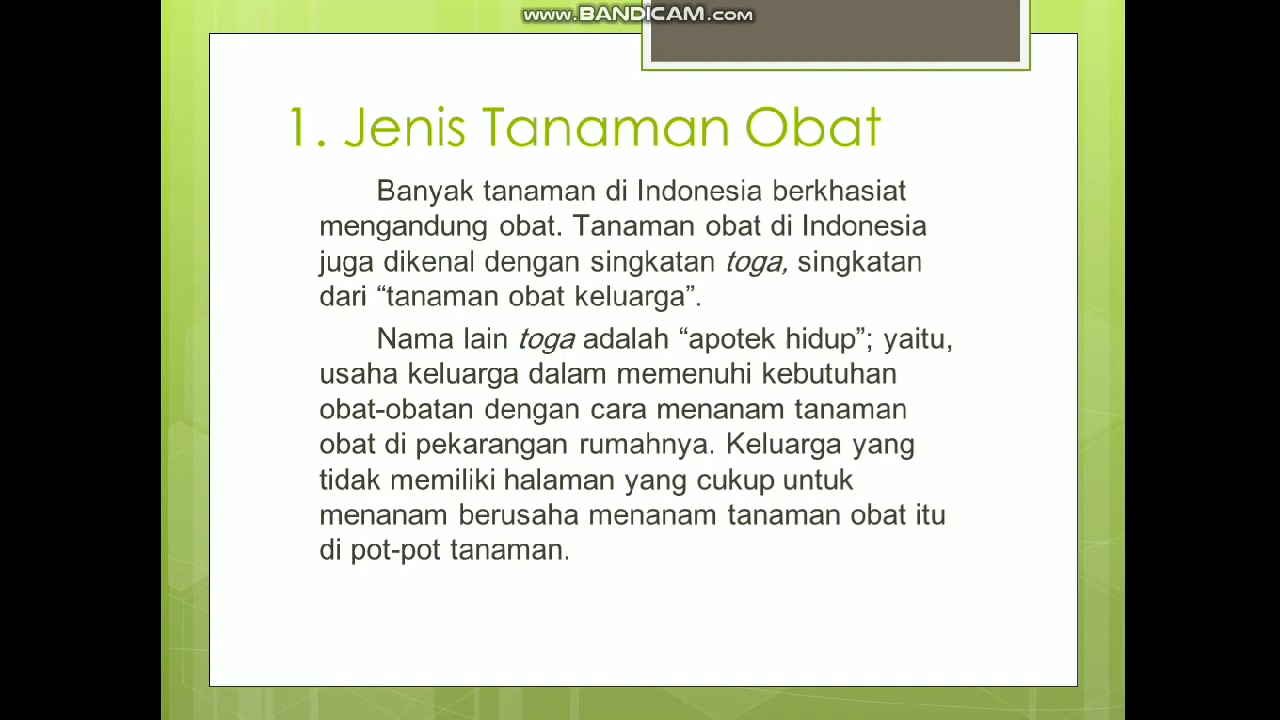 www.BANDICAM.com
1. Jenis Tanaman Obat
Banyak tanaman di Indonesia berkhasiat
mengandung obat. Tanaman obat di Indonesia
juga dikenal dengan singkatan toga, singkatan
dari “tanaman obat keluarga”.
Nama lain toga adalah “apotek hidup”; yaitu,
usaha keluarga dalam memenuhi kebutuhan
obat-obatan dengan cara menanam tanaman
obat di pekarangan rumahnya. Keluarga yang
tidak memiliki halaman yang cukup untuk
menanam berusaha menanam tanaman obat itu
di pot-pot tanaman.